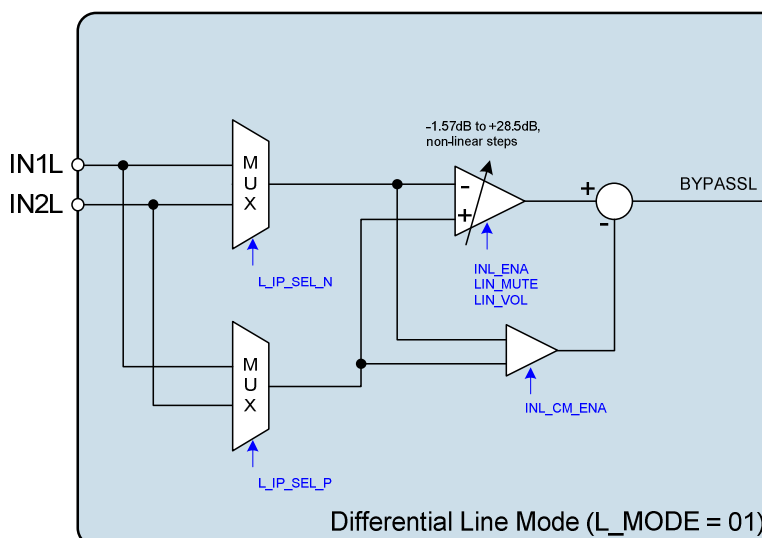 −1.57dB to +28.5dB,
non-linear steps
IN1L
IN2L
M
U
X
-
+
+
-
BYPASSL
L_IP_SEL_N
INL_ENA
LIN_MUTE
LIN_VOL
M
U
X
INL_CM_ENA
L_IP_SEL_P
Differential Line Mode (L_MODE = 01)